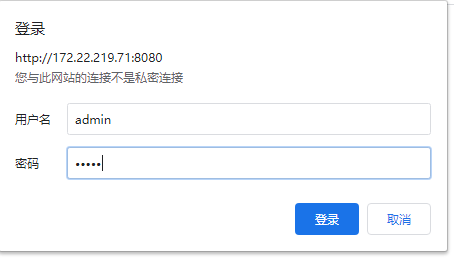 登录
http://172.22.219.71:8080
您与此网站的连接不是私密连接
用户名 admin
密码 •••••
登录 取消